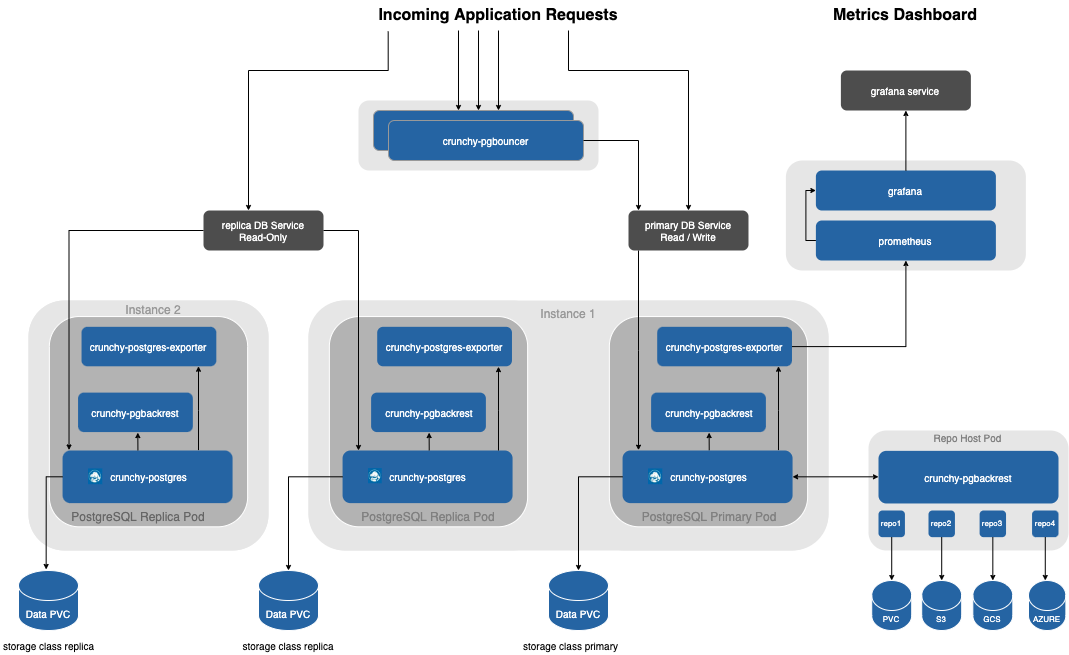 Incoming Application Requests
Metrics Dashboard
grafana service
crunchy-pgbouncer
grafana
replica DB Service
Read-Only
primary DB Service
Read / Write
prometheus
Instance 2
Instance 1
crunchy-postgres-exporter
crunchy-postgres-exporter
crunchy-postgres-exporter
crunchy-pgbackrest
crunchy-pgbackrest
crunchy-pgbackrest
Repo Host Pod
crunchy-postgres
crunchy-postgres
crunchy-postgres
crunchy-pgbackrest
PostgreSQL Replica Pod
PostgreSQL Replica Pod
PostgreSQL Primary Pod
repo1
repo2
repo3
repo4
Data PVC
Data PVC
Data PVC
PVC
S3
GCS
AZURE
storage class replica
storage class replica
storage class primary